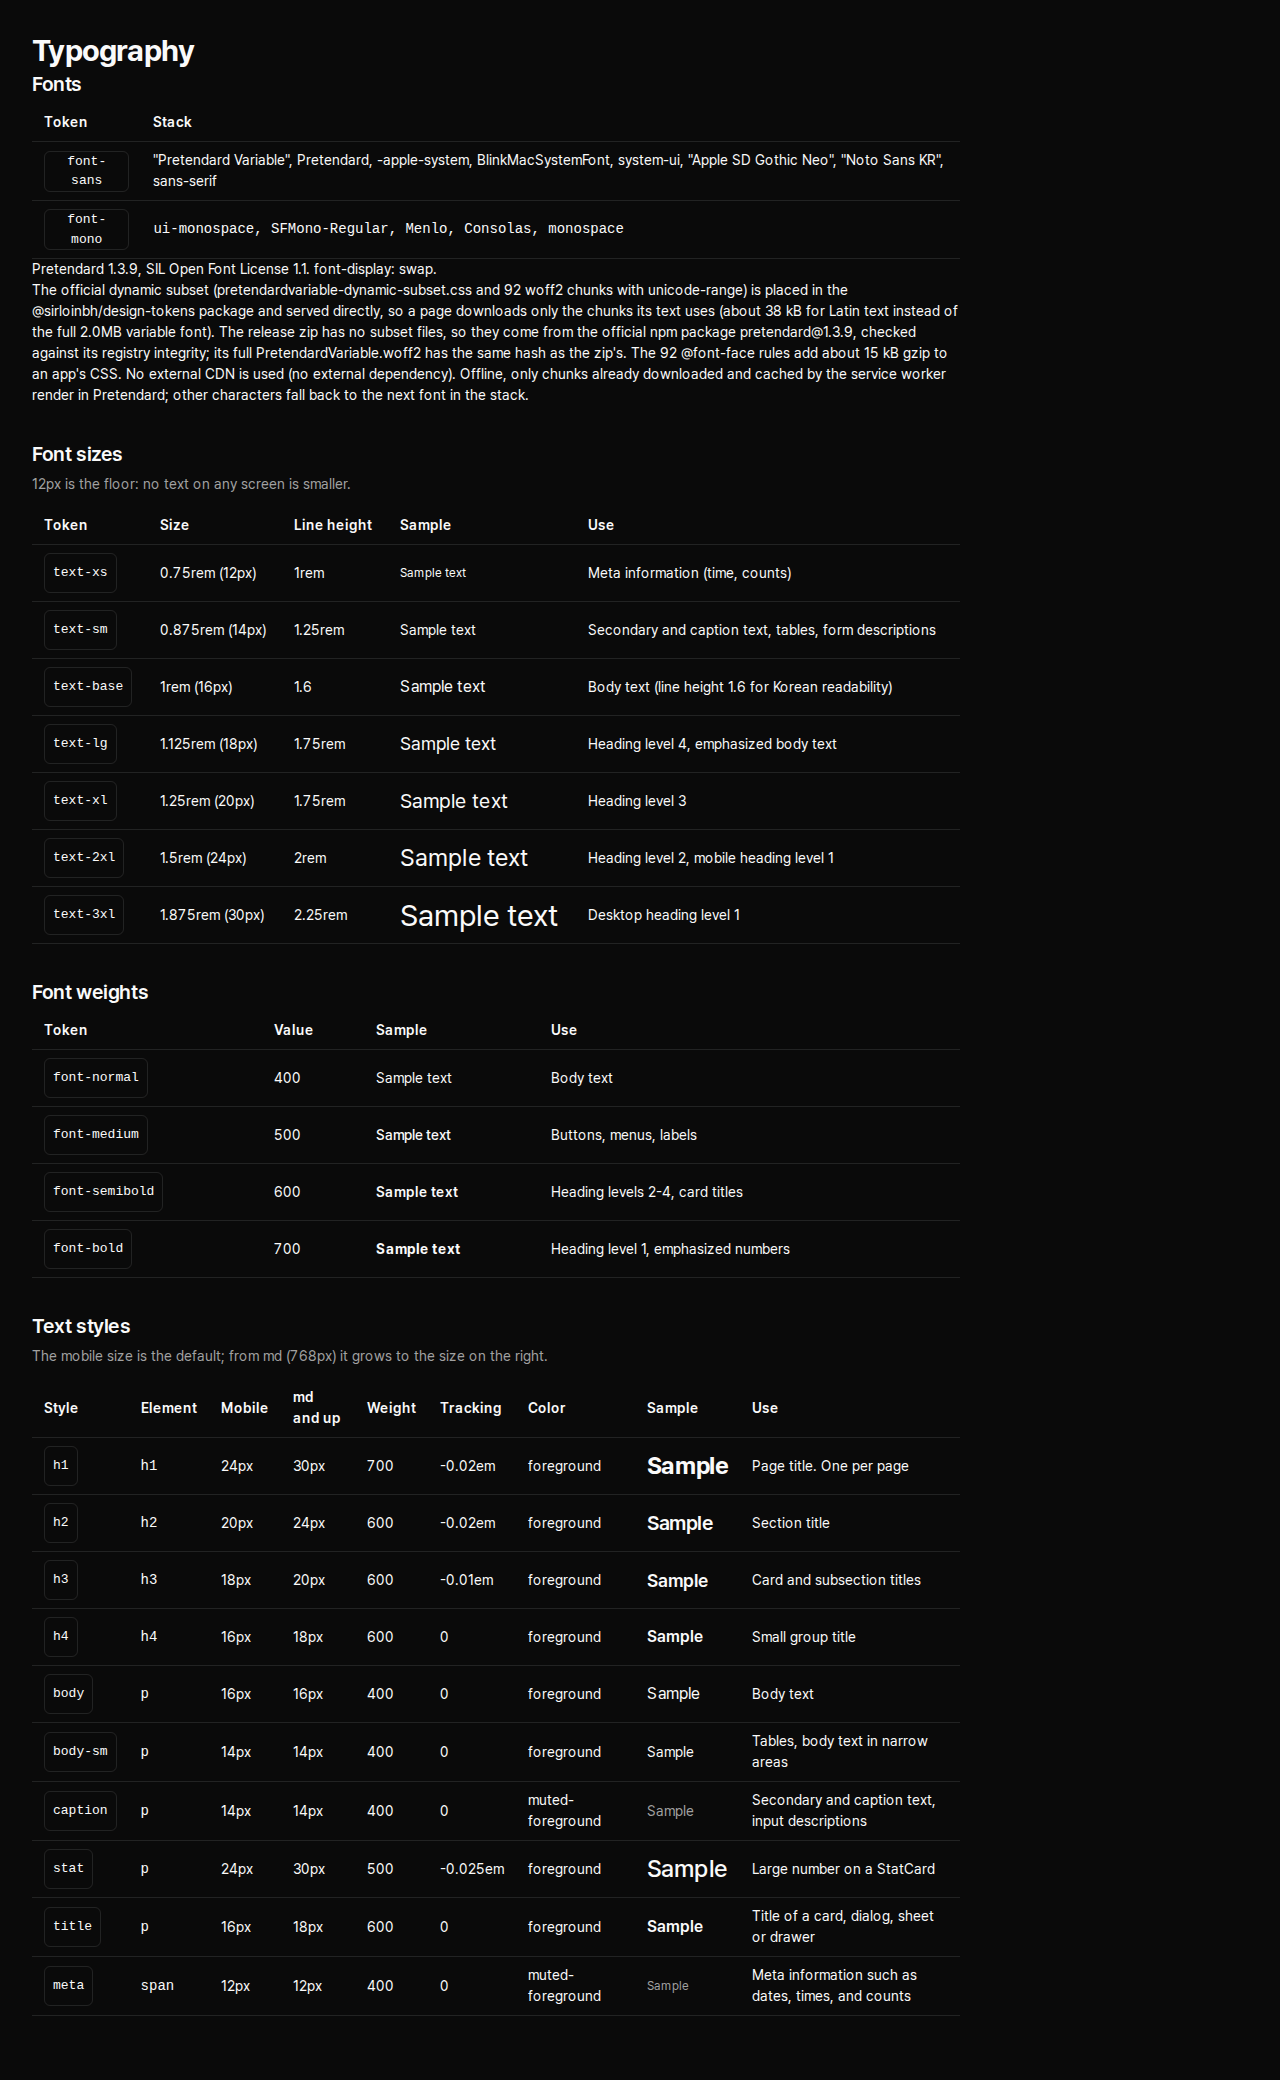 Typography
Fonts
Token Stack
font-sans "Pretendard Variable", Pretendard, -apple-system, BlinkMacSystemFont, system-ui, "Apple SD Gothic Neo", "Noto Sans KR", sans-serif
font-mono ui-monospace, SFMono-Regular, Menlo, Consolas, monospace
Pretendard 1.3.9, SIL Open Font License 1.1. font-display: swap.
The official dynamic subset (pretendardvariable-dynamic-subset.css and 92 woff2 chunks with unicode-range) is placed in the
@sirloinbh/design-tokens package and served directly, so a page downloads only the chunks its text uses (about 38 kB for Latin text instead of
the full 2.0MB variable font). The release zip has no subset files, so they come from the official npm package pretendard@1.3.9, checked
against its registry integrity; its full PretendardVariable.woff2 has the same hash as the zip's. The 92 @font-face rules add about 15 kB gzip to
an app's CSS. No external CDN is used (no external dependency). Offline, only chunks already downloaded and cached by the service worker
render in Pretendard; other characters fall back to the next font in the stack.
Font sizes
12px is the floor: no text on any screen is smaller.
Token Size Line height Sample Use
text-xs 0.75rem (12px) 1rem Sample text Meta information (time, counts)
text-sm 0.875rem (14px) 1.25rem Sample text Secondary and caption text, tables, form descriptions
text-base 1rem (16px) 1.6 Sample text Body text (line height 1.6 for Korean readability)
text-lg 1.125rem (18px) 1.75rem Sample text Heading level 4, emphasized body text
text-xl 1.25rem (20px) 1.75rem Sample text Heading level 3
text-2xl 1.5rem (24px) 2rem Sample text Heading level 2, mobile heading level 1
text-3xl 1.875rem (30px) 2.25rem Sample text Desktop heading level 1
Font weights
Token Value Sample Use
font-normal 400 Sample text Body text
font-medium 500 Sample text Buttons, menus, labels
font-semibold 600 Sample text Heading levels 2-4, card titles
font-bold 700 Sample text Heading level 1, emphasized numbers
Text styles
The mobile size is the default; from md (768px) it grows to the size on the right.
Style Element Mobile md and up Weight Tracking Color Sample Use
h1 h1 24px 30px 700 -0.02em foreground Sample Page title. One per page
h2 h2 20px 24px 600 -0.02em foreground Sample Section title
h3 h3 18px 20px 600 -0.01em foreground Sample Card and subsection titles
h4 h4 16px 18px 600 0 foreground Sample Small group title
body p 16px 16px 400 0 foreground Sample Body text
body-sm p 14px 14px 400 0 foreground Sample Tables, body text in narrow areas
caption p 14px 14px 400 0 muted-foreground Sample Secondary and caption text, input descriptions
stat p 24px 30px 500 -0.025em foreground Sample Large number on a StatCard
title p 16px 18px 600 0 foreground Sample Title of a card, dialog, sheet or drawer
meta span 12px 12px 400 0 muted-foreground Sample Meta information such as dates, times, and counts